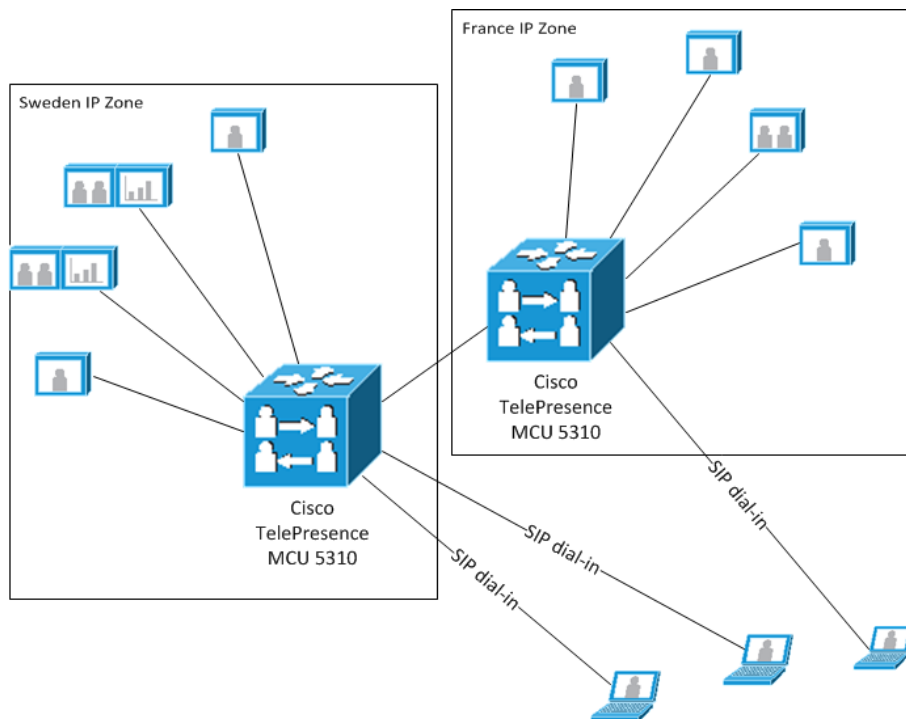 France IP Zone
Sweden IP Zone
Cisco
TelePresence
MCU 5310
Cisco
TelePresence
MCU 5310
SIP dial-in
SIP dial-in
SIP dial-in